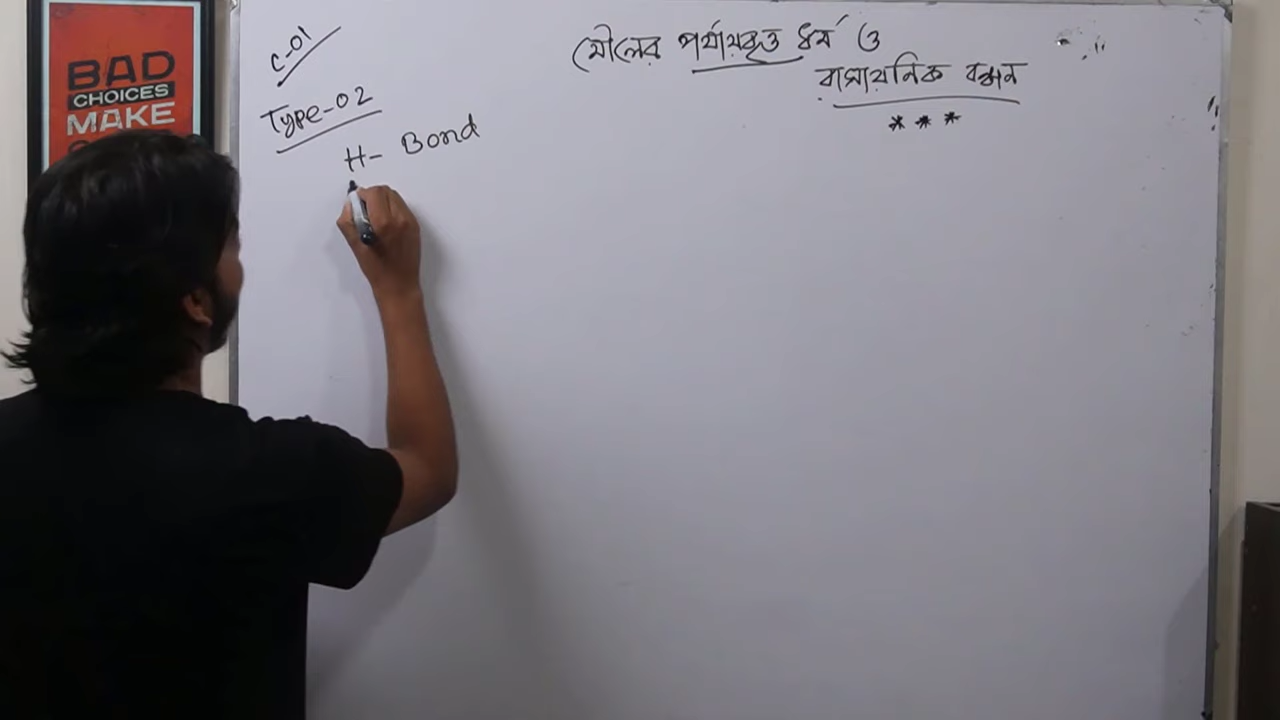 BAD
CHOICES
MAKE
C-01
Type-02
H- Bond
মৌলের পর্যায়বৃত্ত ধর্ম ও
রাসায়নিক বন্ধন
***